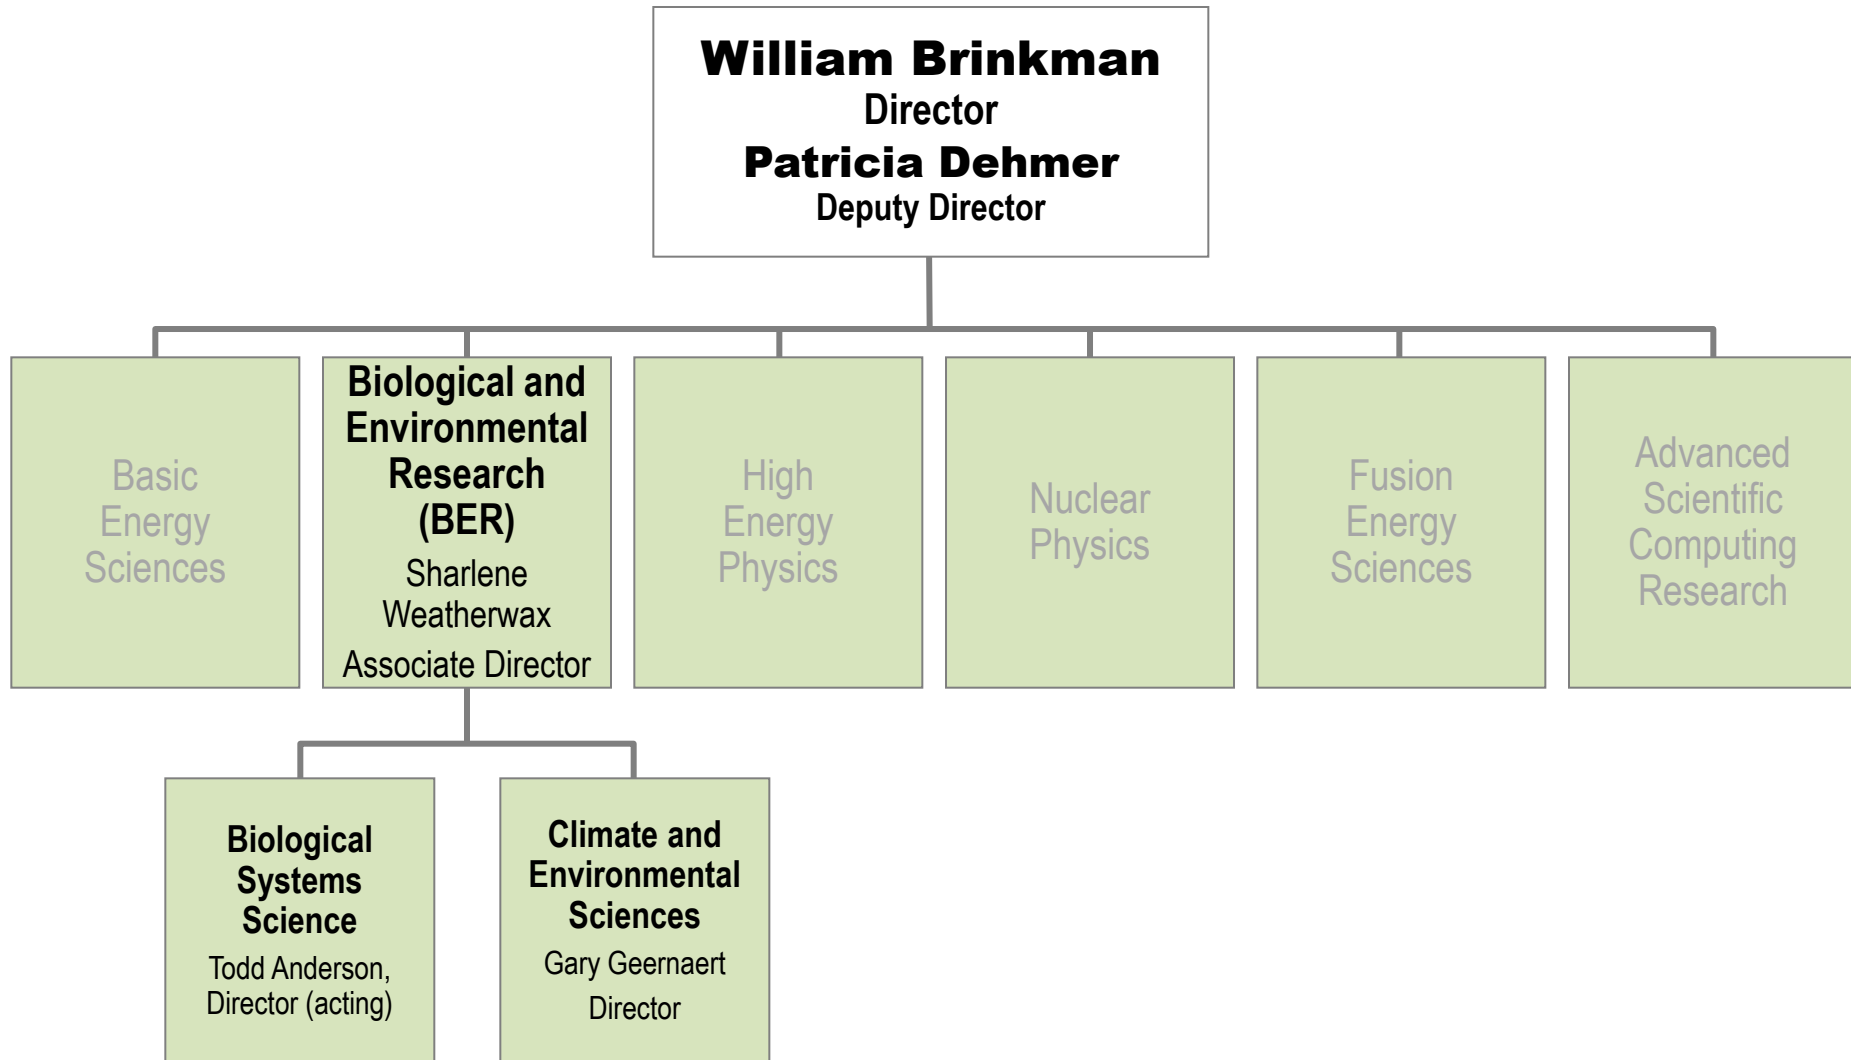 William Brinkman
Director
Patricia Dehmer
Deputy Director
Basic
Energy
Sciences
Biological and
Environmental
Research
(BER)
Sharlene
Weatherwax
Associate Director
High
Energy
Physics
Nuclear
Physics
Fusion
Energy
Sciences
Advanced
Scientific
Computing
Research
Biological
Systems
Science
Todd Anderson,
Director (acting)
Climate and
Environmental
Sciences
Gary Geernaert
Director